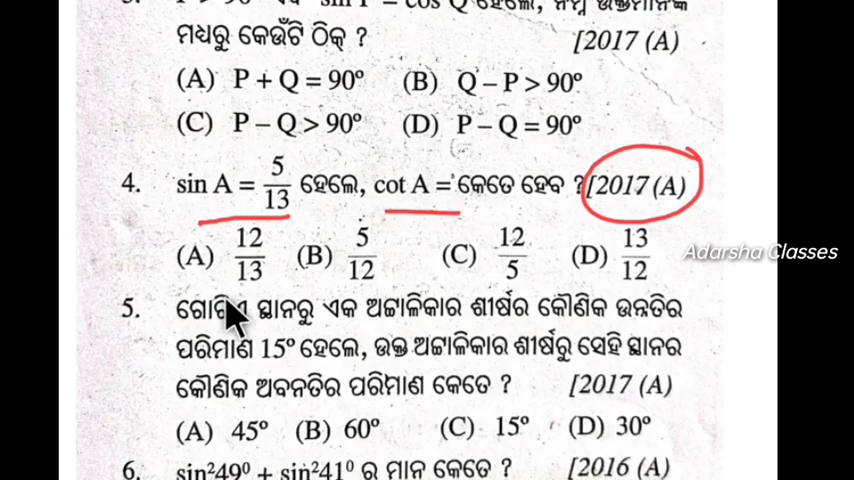 ମଧ୍ୟରୁ କେଉଁଟି ଠିକ୍ ? [2017 (A)
(A) P + Q = 90° (B) Q – P > 90°
(C) P – Q > 90° (D) P – Q = 90°
4. sin A = 5/13 ହେଲେ, cot A = କେତେ ହେବ ? [2017 (A)
(A) 12/13 (B) 5/12 (C) 12/5 (D) 13/12
Adarsha Classes
5. ସ୍ଥାନରୁ ଏକ ଅଟ୍ଟାଳିକାର ଶୀର୍ଷର କୌଣିକ ଉନ୍ନତିର
ପରିମାଣ 15° ହେଲେ, ଉକ୍ତ ଅଟ୍ଟାଳିକାର ଶୀର୍ଷରୁ ସେହି ସ୍ଥାନର
କୌଣିକ ଅବନତିର ପରିମାଣ କେତେ ? [2017 (A)
(A) 45° (B) 60° (C) 15° (D) 30°
6. sin²49⁰ + sin²41⁰ ର ମାନ କେତେ ? [2016 (A)